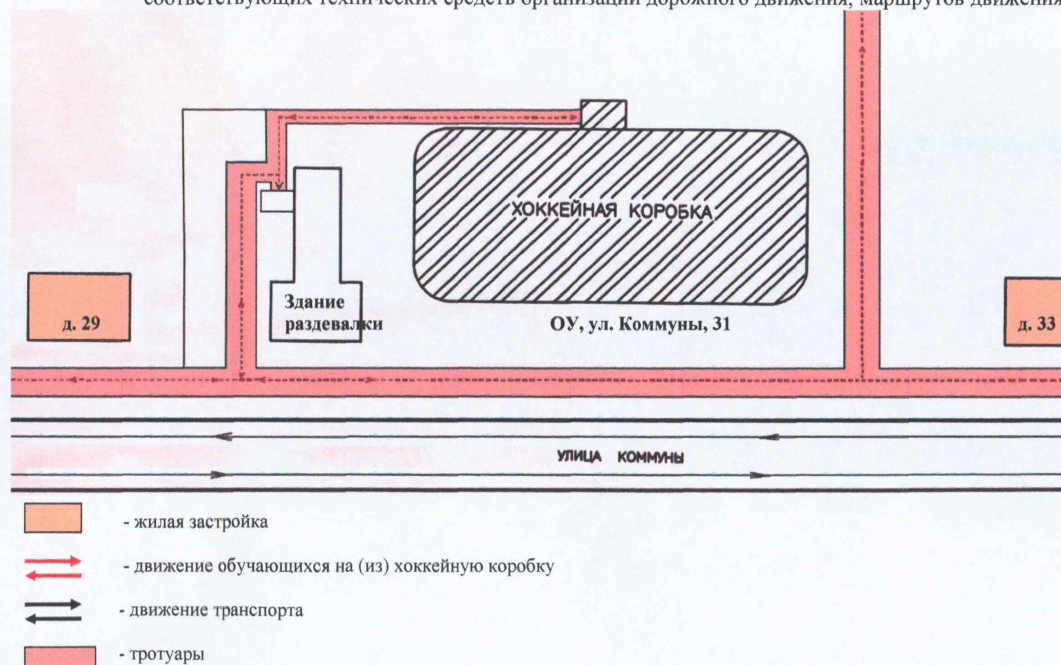 соответствующих технических средств организации дорожного движения, маршрутов движения
ХОККЕЙНАЯ КОРОБКА
д. 29
Здание
раздевалки
ОУ, ул. Коммуны, 31
д. 33
УЛИЦА КОММУНЫ
- жилая застройка
- движение обучающихся на (из) хоккейную коробку
- движение транспорта
- тротуары